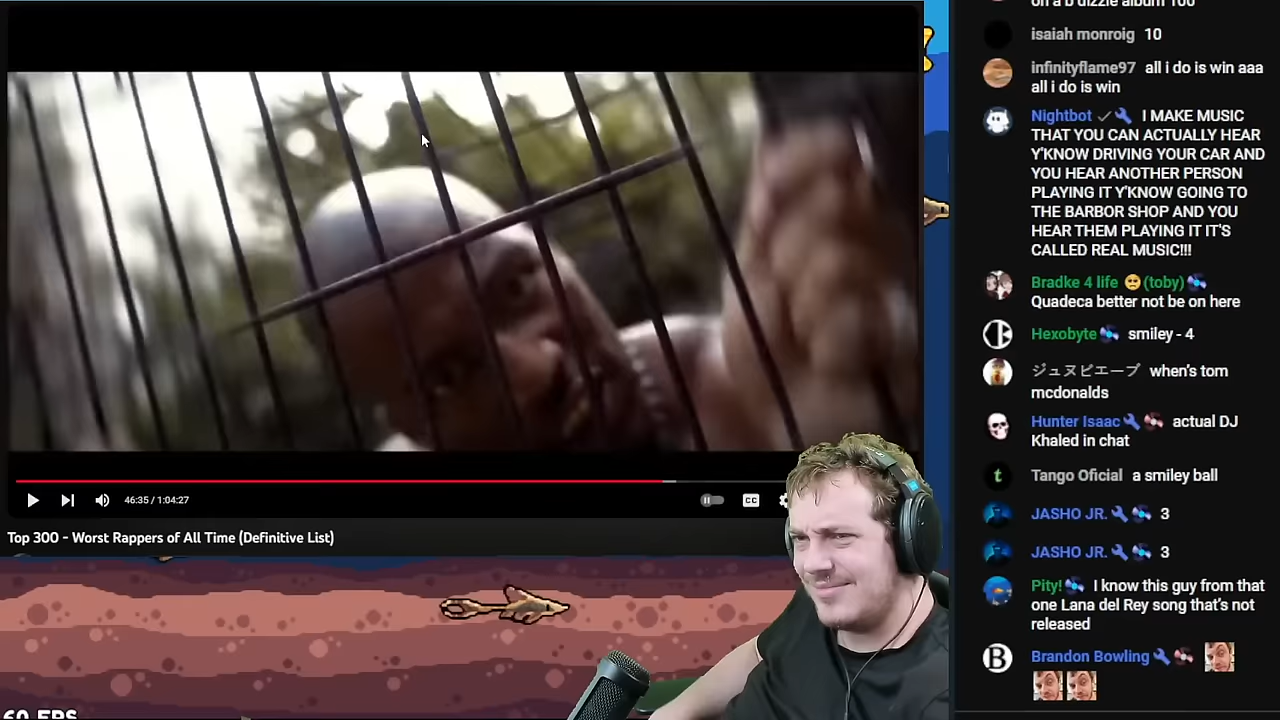 on a b dizzle album 100
isaiah monroig 10
infinityflame97 all i do is win aaa
all i do is win
Nightbot I MAKE MUSIC
THAT YOU CAN ACTUALLY HEAR
Y'KNOW DRIVING YOUR CAR AND
YOU HEAR ANOTHER PERSON
PLAYING IT Y'KNOW GOING TO
THE BARBOR SHOP AND YOU
HEAR THEM PLAYING IT IT'S
CALLED REAL MUSIC!!!
Bradke 4 life (toby)
Quadeca better not be on here
Hexobyte smiley - 4
ジュヌピエープ when's tom
mcdonalds
Hunter Isaac actual DJ
Khaled in chat
Tango Oficial a smiley ball
JASHO JR. 3
JASHO JR. 3
Pity! I know this guy from that
one Lana del Rey song that's not
released
B Brandon Bowling
46:35 / 1:04:27
CC
Top 300 - Worst Rappers of All Time (Definitive List)
60 FPS